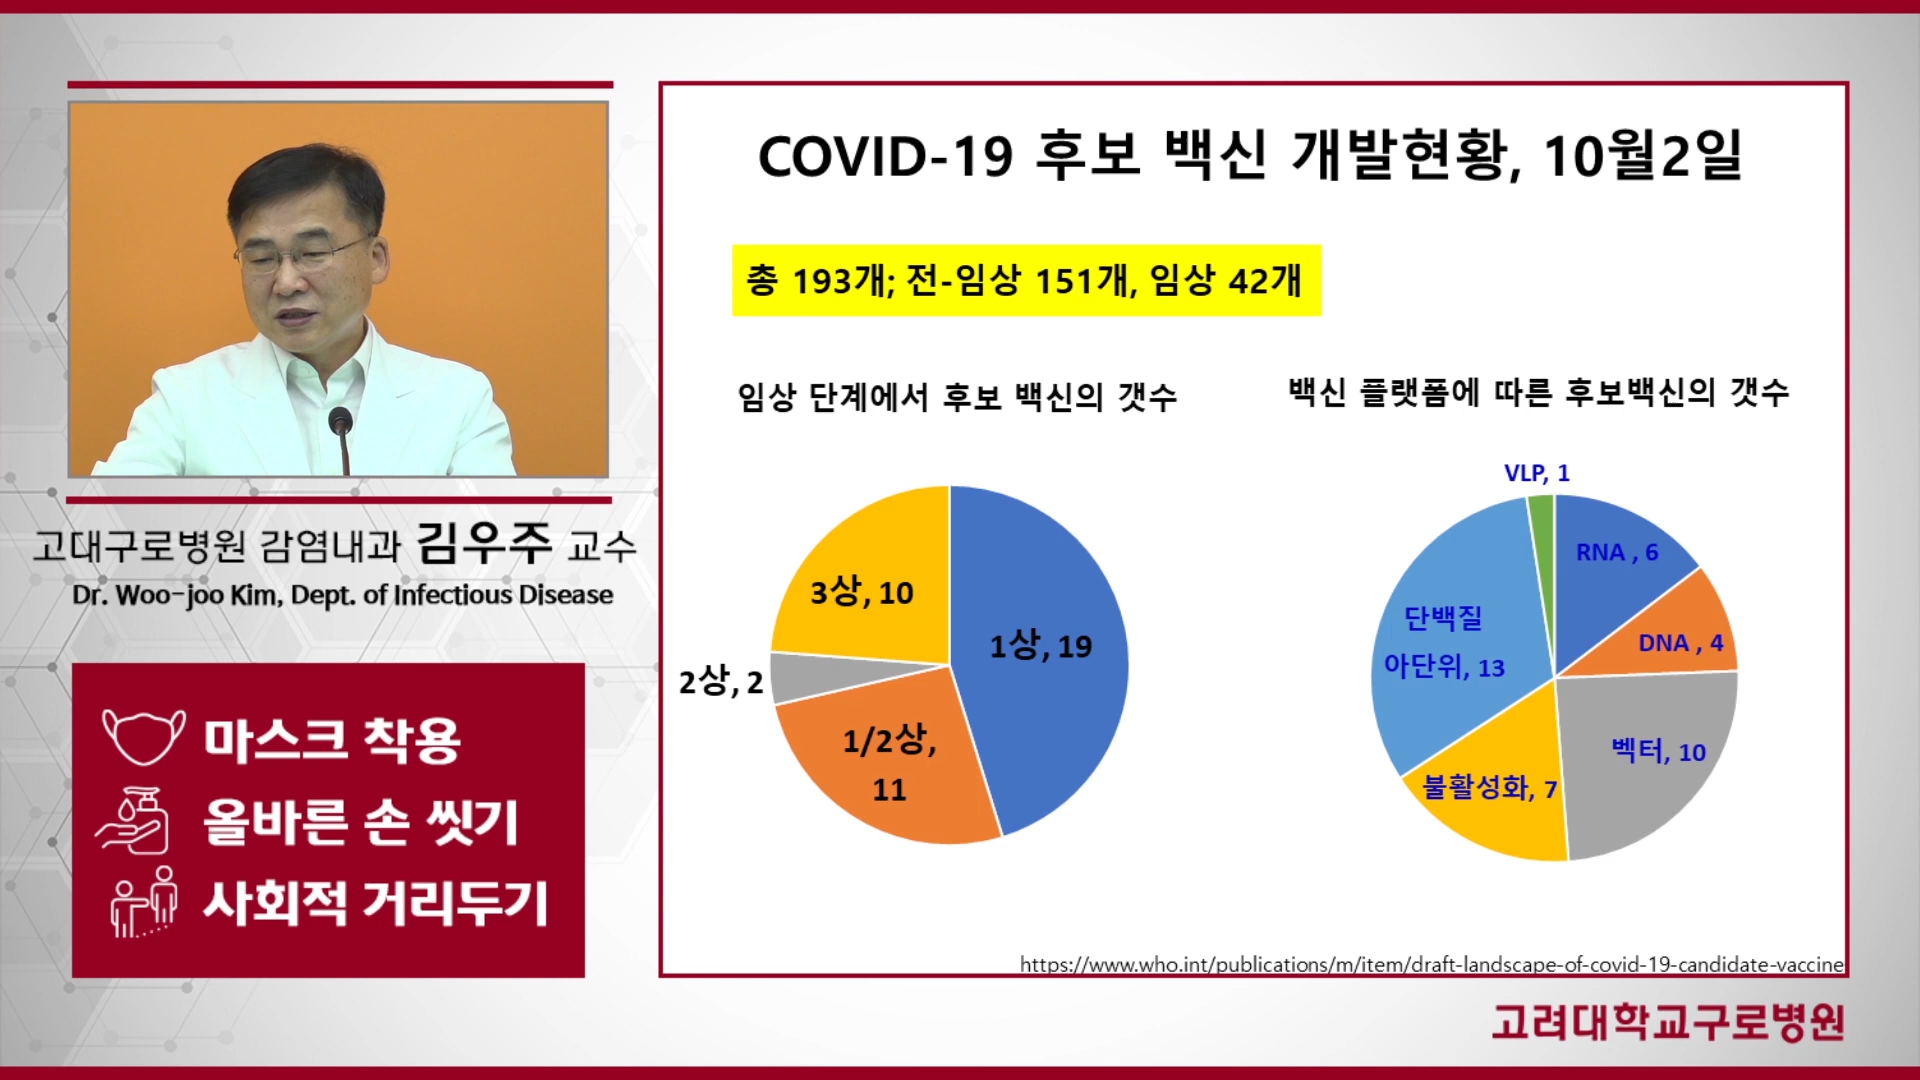 고대구로병원 감염내과 김우주 교수
Dr. Woo-joo Kim, Dept. of Infectious Disease
마스크 착용
올바른 손 씻기
사회적 거리두기
COVID-19 후보 백신 개발현황, 10월2일
총 193개; 전-임상 151개, 임상 42개
임상 단계에서 후보 백신의 갯수
3상, 10
1상, 19
2상, 2
1/2상,
11
백신 플랫폼에 따른 후보백신의 갯수
VLP, 1
RNA , 6
단백질
아단위, 13
DNA , 4
벡터, 10
불활성화, 7
https://www.who.int/publications/m/item/draft-landscape-of-covid-19-candidate-vaccine
고려대학교구로병원